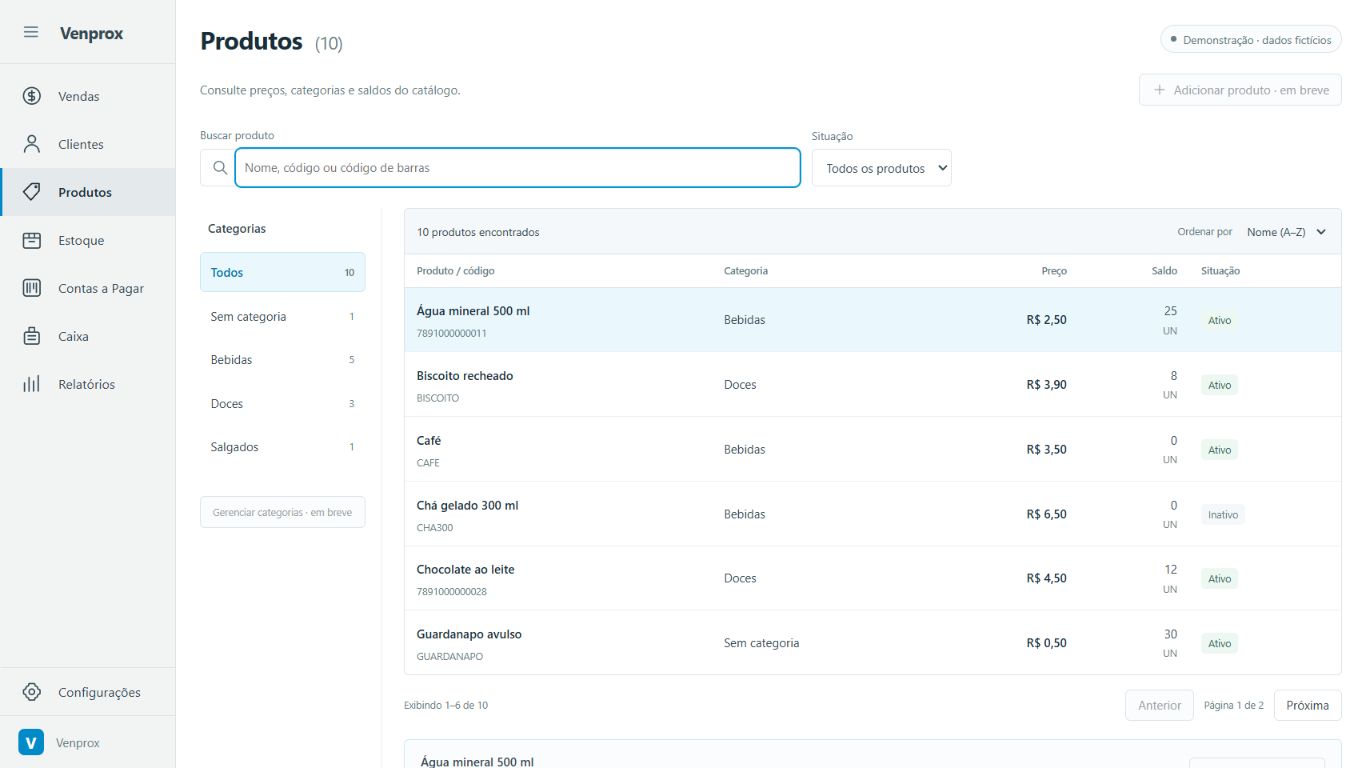 Venprox
Vendas
Clientes
Produtos
Estoque
Contas a Pagar
Caixa
Relatórios
Configurações
V Venprox
Produtos (10)
Demonstração · dados fictícios
Consulte preços, categorias e saldos do catálogo.
+ Adicionar produto · em breve
Buscar produto
Situação
Nome, código ou código de barras
Todos os produtos
Categorias
Todos 10
Sem categoria 1
Bebidas 5
Doces 3
Salgados 1
Gerenciar categorias · em breve
10 produtos encontrados
Ordenar por Nome (A–Z)
Produto / código Categoria Preço Saldo Situação
Água mineral 500 ml
7891000000011
Bebidas
R$ 2,50
25
UN
Ativo
Biscoito recheado
BISCOITO
Doces
R$ 3,90
8
UN
Ativo
Café
CAFE
Bebidas
R$ 3,50
0
UN
Ativo
Chá gelado 300 ml
CHA300
Bebidas
R$ 6,50
0
UN
Inativo
Chocolate ao leite
7891000000028
Doces
R$ 4,50
12
UN
Ativo
Guardanapo avulso
GUARDANAPO
Sem categoria
R$ 0,50
30
UN
Ativo
Exibindo 1–6 de 10
Anterior
Página 1 de 2
Próxima
Água mineral 500 ml